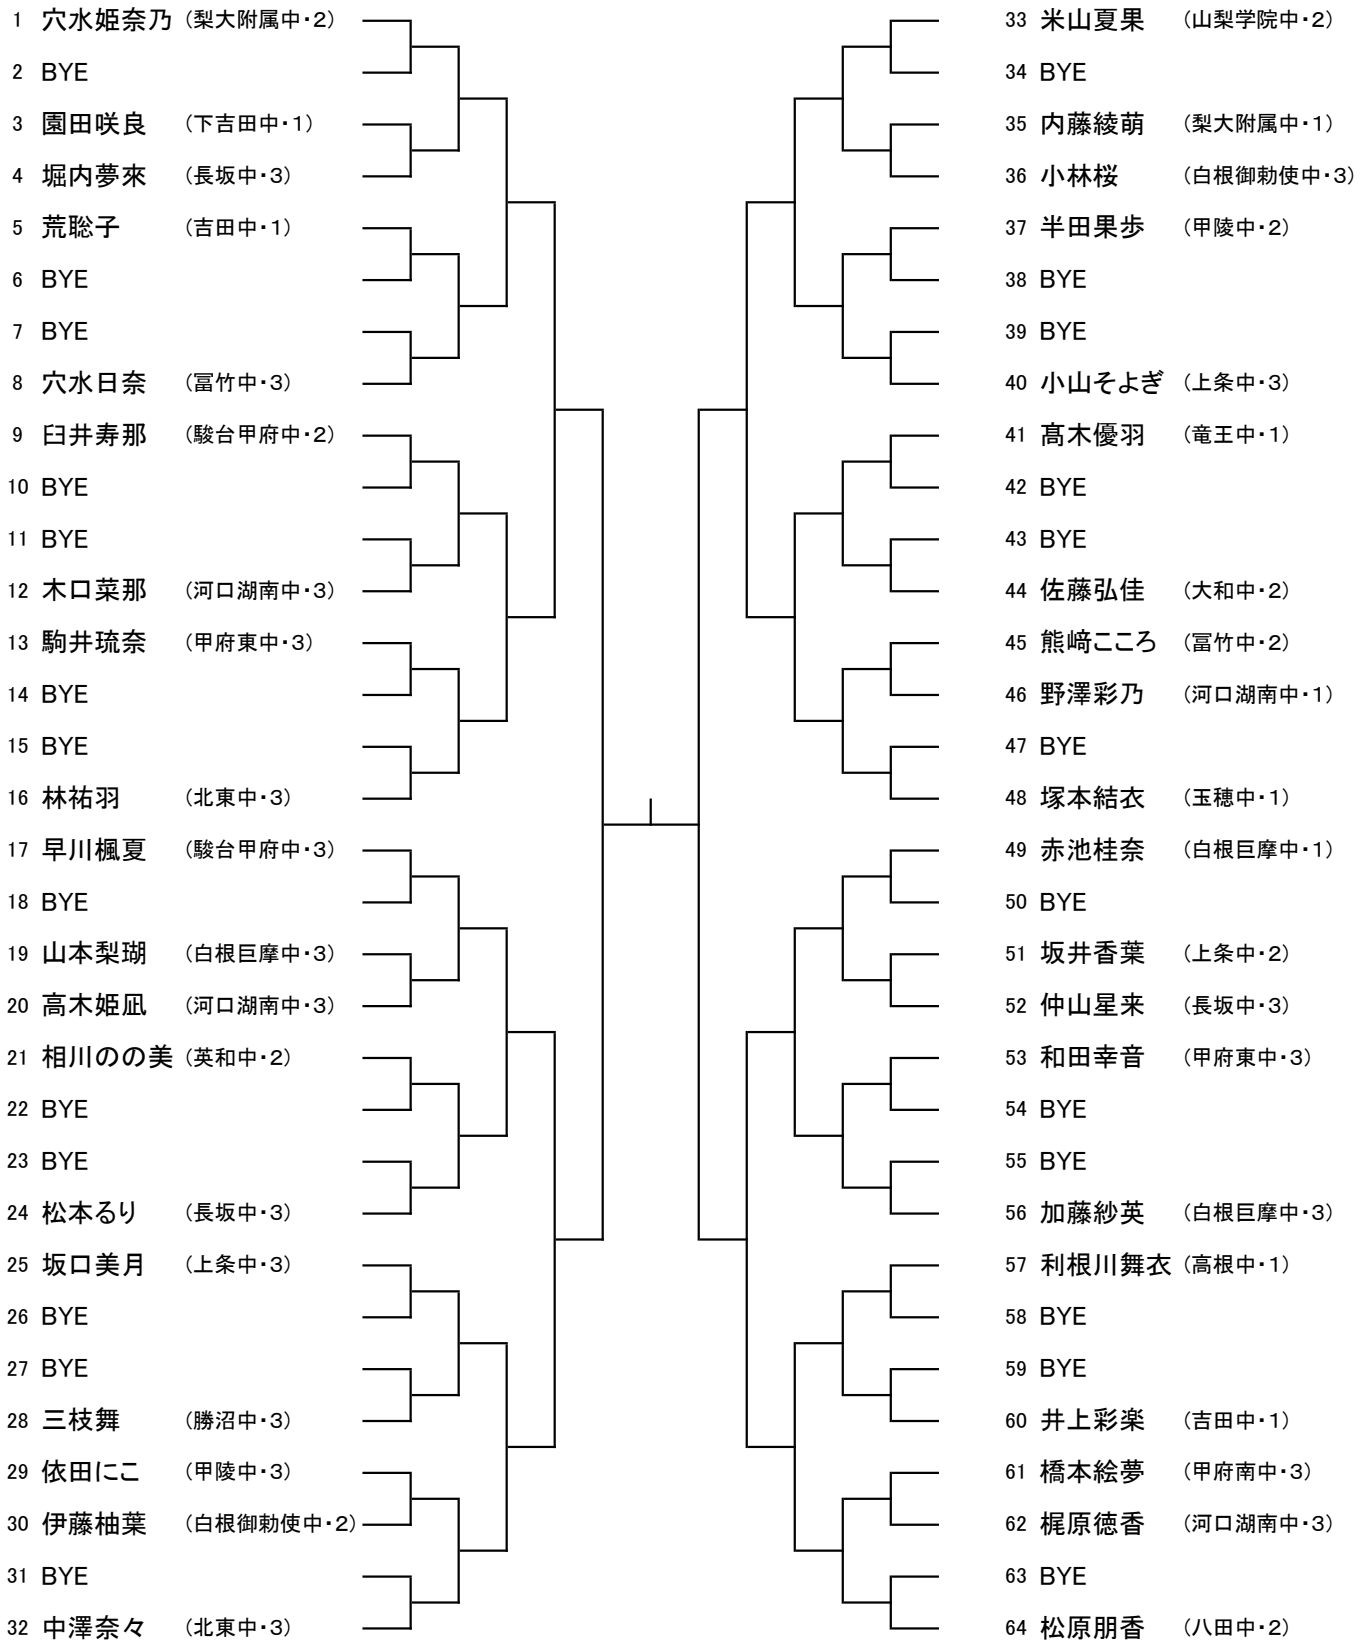 1 穴水姫奈乃 (梨大附属中・2)
2 BYE
3 園田咲良 (下吉田中・1)
4 堀内夢來 (長坂中・3)
5 荒聡子 (吉田中・1)
6 BYE
7 BYE
8 穴水日奈 (冨竹中・3)
9 臼井寿那 (駿台甲府中・2)
10 BYE
11 BYE
12 木口菜那 (河口湖南中・3)
13 駒井琉奈 (甲府東中・3)
14 BYE
15 BYE
16 林祐羽 (北東中・3)
17 早川楓夏 (駿台甲府中・3)
18 BYE
19 山本梨瑚 (白根巨摩中・3)
20 高木姫凪 (河口湖南中・3)
21 相川のの美 (英和中・2)
22 BYE
23 BYE
24 松本るり (長坂中・3)
25 坂口美月 (上条中・3)
26 BYE
27 BYE
28 三枝舞 (勝沼中・3)
29 依田にこ (甲陵中・3)
30 伊藤柚葉 (白根御勅使中・2)
31 BYE
32 中澤奈々 (北東中・3)
33 米山夏果 (山梨学院中・2)
34 BYE
35 内藤綾萌 (梨大附属中・1)
36 小林桜 (白根御勅使中・3)
37 半田果歩 (甲陵中・2)
38 BYE
39 BYE
40 小山そよぎ (上条中・3)
41 髙木優羽 (竜王中・1)
42 BYE
43 BYE
44 佐藤弘佳 (大和中・2)
45 熊﨑こころ (冨竹中・2)
46 野澤彩乃 (河口湖南中・1)
47 BYE
48 塚本結衣 (玉穂中・1)
49 赤池桂奈 (白根巨摩中・1)
50 BYE
51 坂井香葉 (上条中・2)
52 仲山星来 (長坂中・3)
53 和田幸音 (甲府東中・3)
54 BYE
55 BYE
56 加藤紗英 (白根巨摩中・3)
57 利根川舞衣 (高根中・1)
58 BYE
59 BYE
60 井上彩楽 (吉田中・1)
61 橋本絵夢 (甲府南中・3)
62 梶原徳香 (河口湖南中・3)
63 BYE
64 松原朋香 (八田中・2)